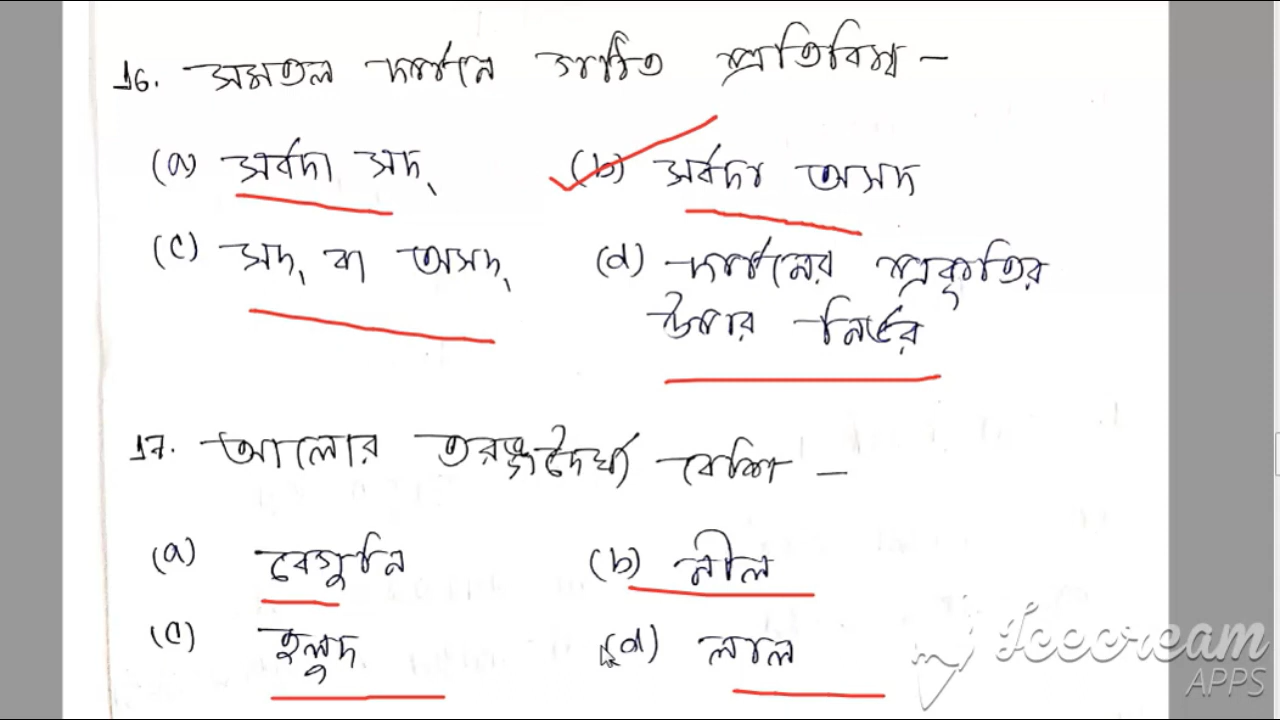 16. সমতল দর্পনে গঠিত প্রতিবিম্ব –
(a) সর্বদা সদ্ (b) সর্বদা অসদ
(c) সদ্ বা অসদ্ (d) দর্পনের প্রকৃতির
উপর নির্ভর
17. আলোর তরঙ্গদৈর্ঘ্য বেশি –
(a) বেগুনি (b) নীল
(c) হলুদ (d) লাল
Icecream
APPS